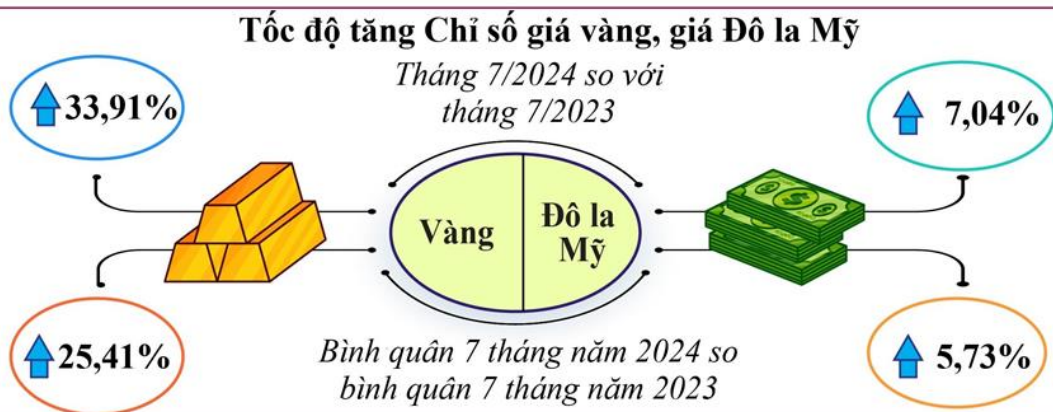 Tốc độ tăng Chỉ số giá vàng, giá Đô la Mỹ
Tháng 7/2024 so với
tháng 7/2023
33,91%
7,04%
Vàng
Đô la
Mỹ
25,41%
5,73%
Bình quân 7 tháng năm 2024 so
bình quân 7 tháng năm 2023